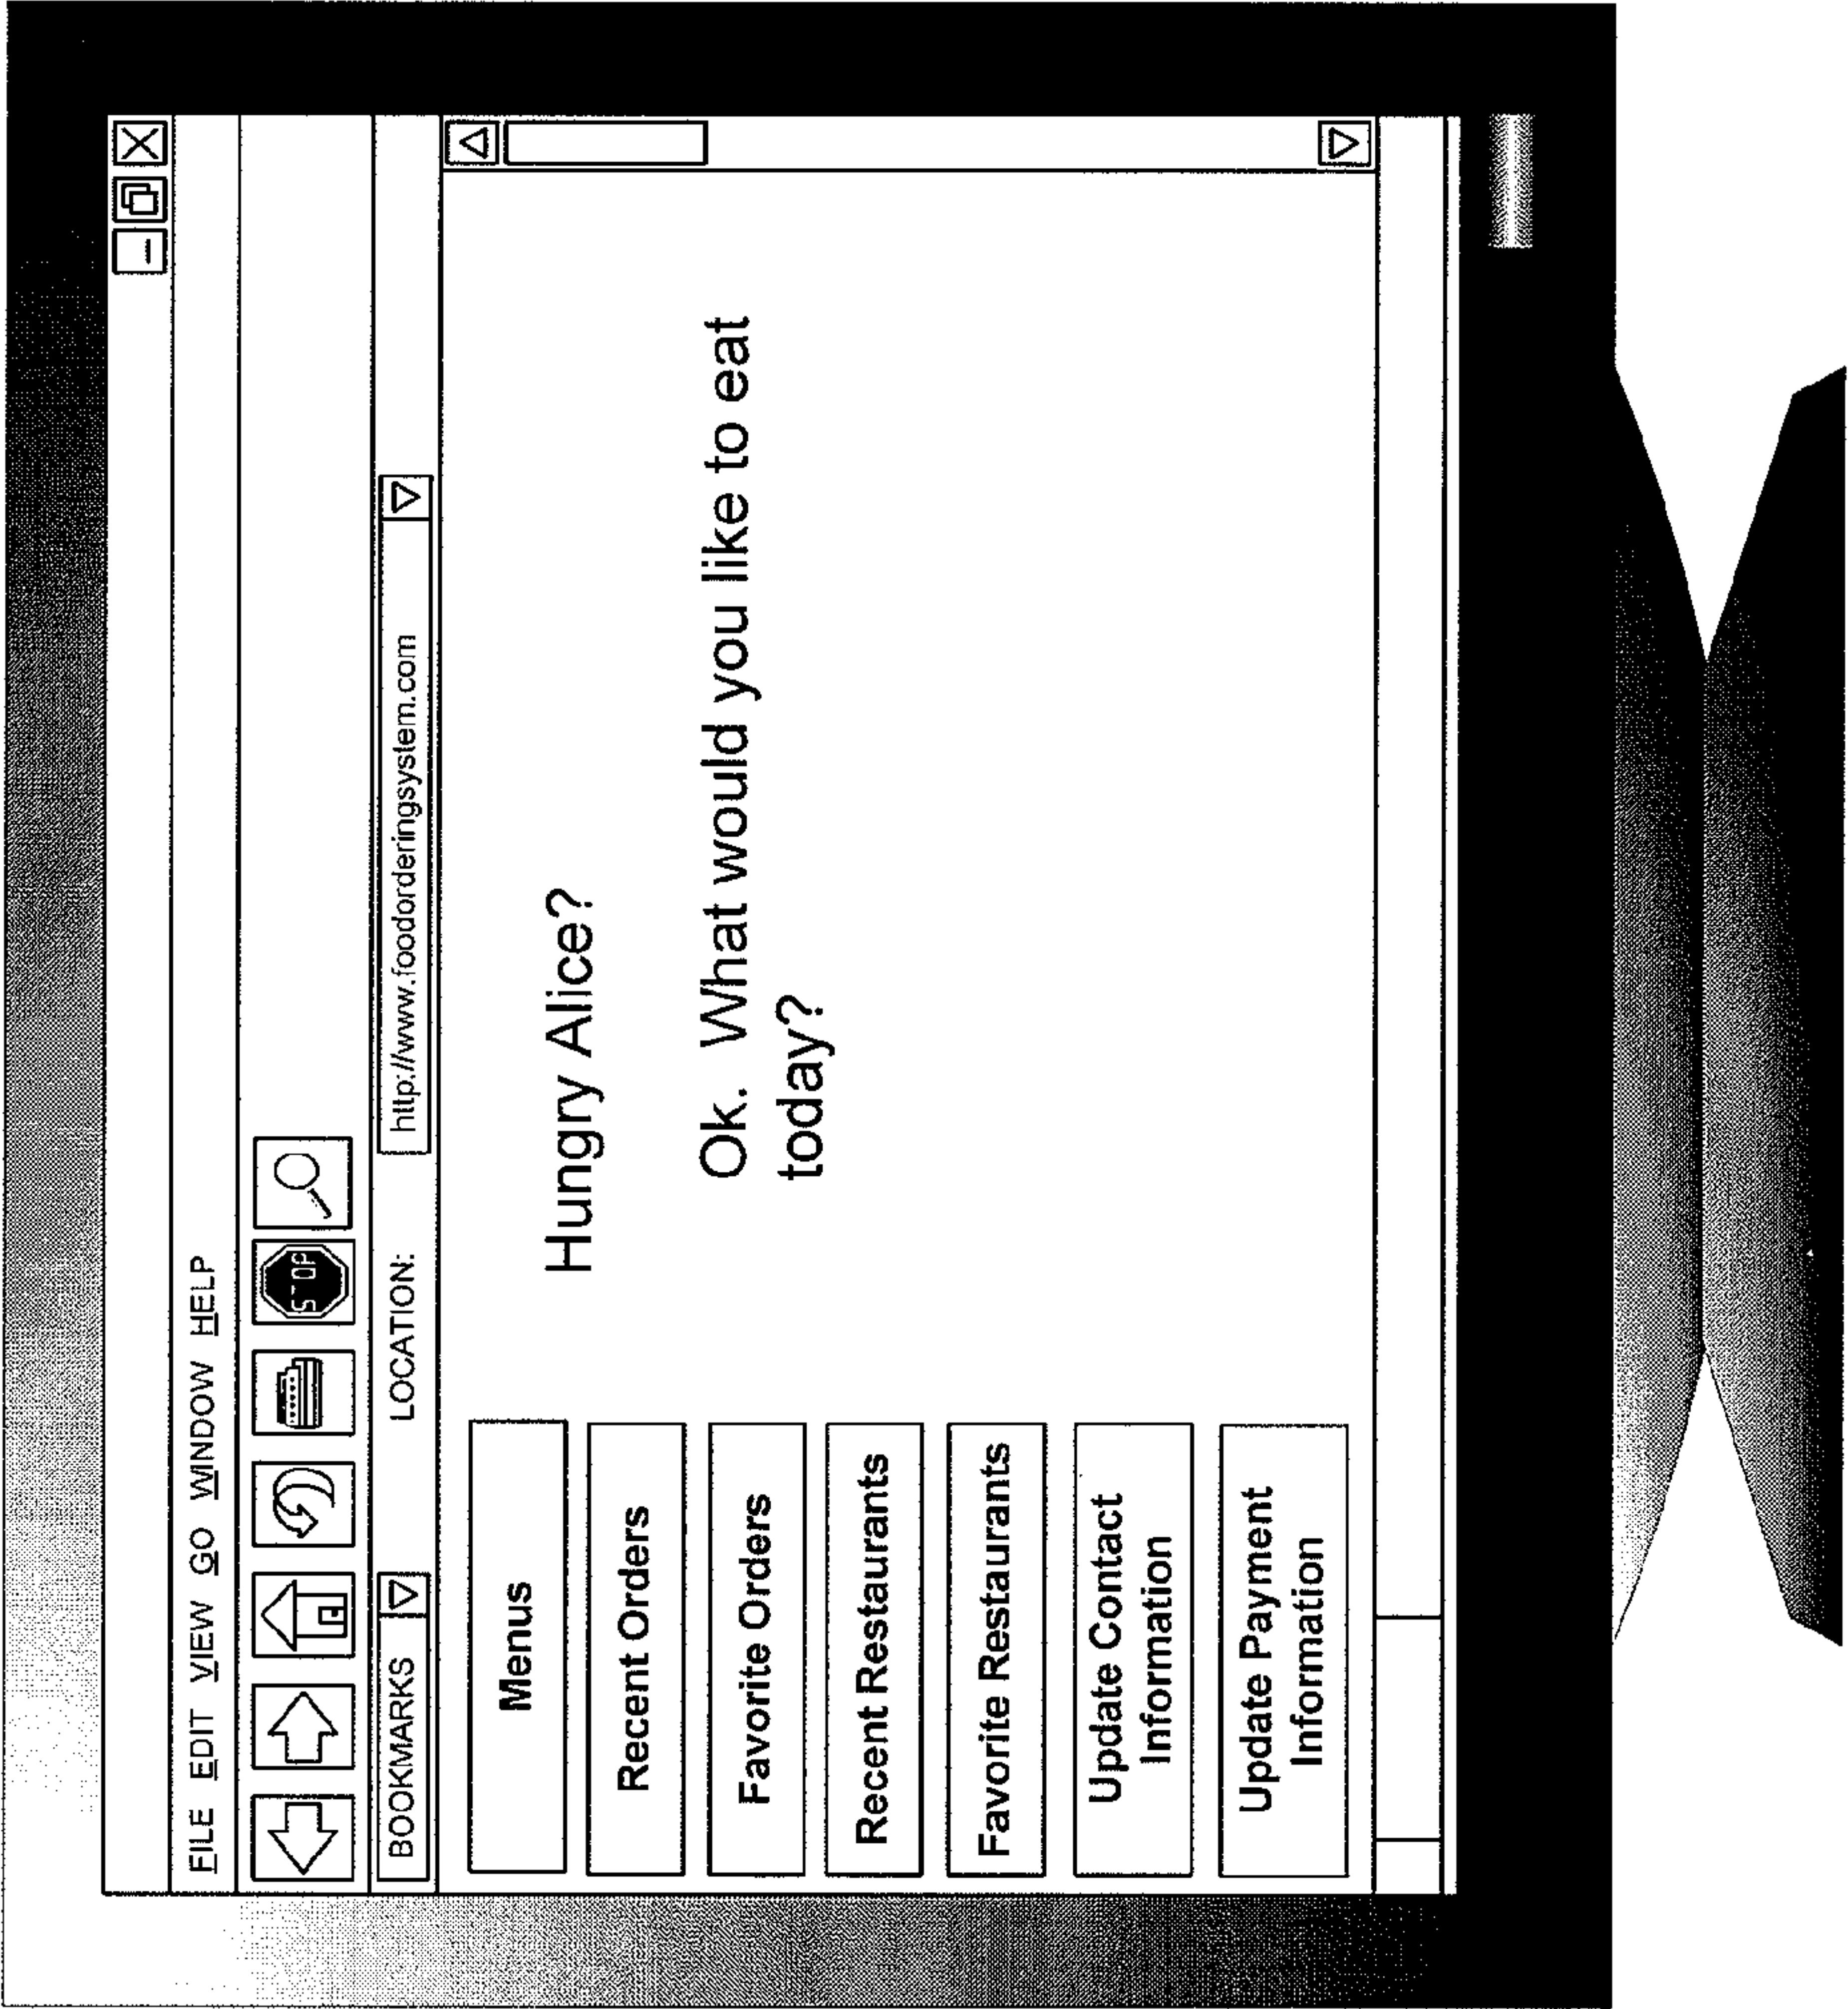 FILE EDIT VIEW GO WINDOW HELP
STOP
BOOKMARKS LOCATION: http://www.foodorderingsystem.com
Menus
Recent Orders
Favorite Orders
Recent Restaurants
Favorite Restaurants
Update Contact
Information
Update Payment
Information
Hungry Alice?
Ok. What would you like to eat
today?